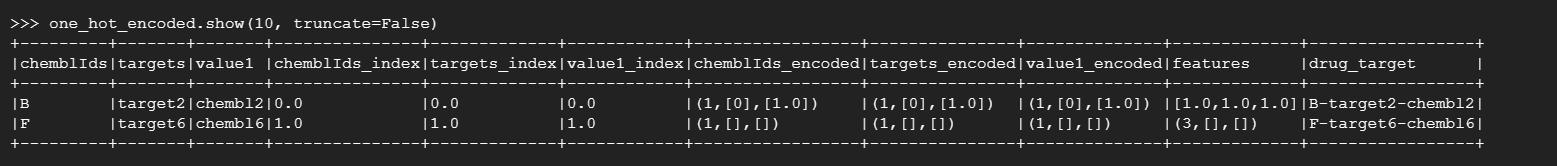 >>> one_hot_encoded.show(10, truncate=False)
+---------+-------+-------+---------------+-------------+------------+-----------------+---------------+--------------+-------------+-----------------+
|chemblIds|targets|value1 |chemblIds_index|targets_index|value1_index|chemblIds_encoded|targets_encoded|value1_encoded|features     |drug_target      |
+---------+-------+-------+---------------+-------------+------------+-----------------+---------------+--------------+-------------+-----------------+
|B        |target2|chembl2|0.0            |0.0          |0.0         |(1,[0],[1.0])    |(1,[0],[1.0])  |(1,[0],[1.0]) |[1.0,1.0,1.0]|B-target2-chembl2|
|F        |target6|chembl6|1.0            |1.0          |1.0         |(1,[],[])        |(1,[],[])      |(1,[],[])     |(3,[],[])    |F-target6-chembl6|
+---------+-------+-------+---------------+-------------+------------+-----------------+---------------+--------------+-------------+-----------------+